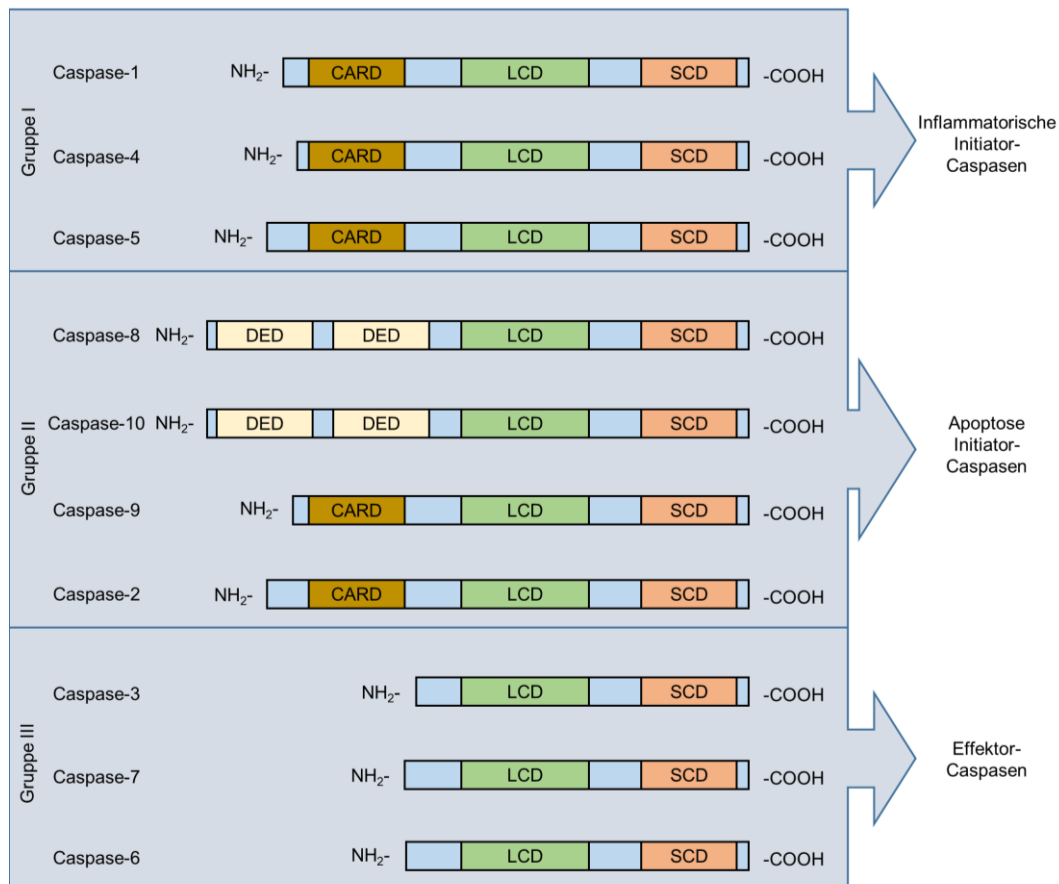 Gruppe I
Caspase-1 NH₂- CARD LCD SCD -COOH
Caspase-4 NH₂- CARD LCD SCD -COOH
Caspase-5 NH₂- CARD LCD SCD -COOH
Inflammatorische
Initiator-
Caspasen
Gruppe II
Caspase-8 NH₂- DED DED LCD SCD -COOH
Caspase-10 NH₂- DED DED LCD SCD -COOH
Caspase-9 NH₂- CARD LCD SCD -COOH
Caspase-2 NH₂- CARD LCD SCD -COOH
Apoptose
Initiator-
Caspasen
Gruppe III
Caspase-3 NH₂- LCD SCD -COOH
Caspase-7 NH₂- LCD SCD -COOH
Caspase-6 NH₂- LCD SCD -COOH
Effektor-
Caspasen